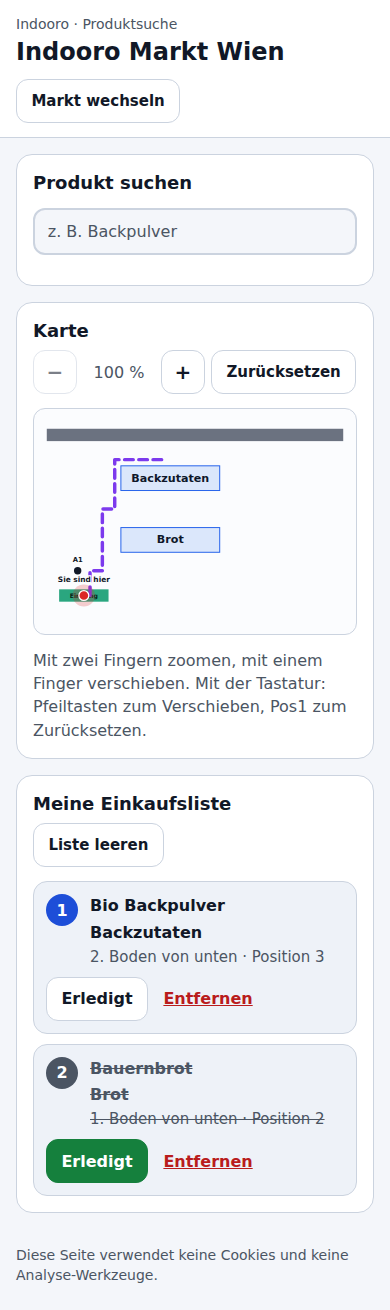 Indooro · Produktsuche
Indooro Markt Wien
Markt wechseln
Produkt suchen
z. B. Backpulver
Karte
−
100 %
+
Zurücksetzen
Backzutaten
Brot
A1
Sie sind hier
Mit zwei Fingern zoomen, mit einem
Finger verschieben. Mit der Tastatur:
Pfeiltasten zum Verschieben, Pos1 zum
Zurücksetzen.
Meine Einkaufsliste
Liste leeren
1
Bio Backpulver
Backzutaten
2. Boden von unten · Position 3
Erledigt
Entfernen
2
Bauernbrot
Brot
1. Boden von unten · Position 2
Erledigt
Entfernen
Diese Seite verwendet keine Cookies und keine
Analyse-Werkzeuge.